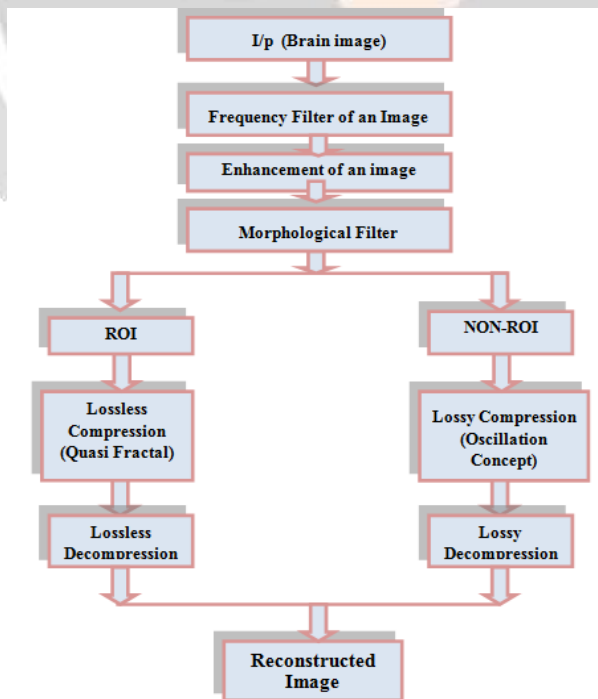 I/p (Brain image)
Frequency Filter of an Image
Enhancement of an image
Morphological Filter
ROI
NON-ROI
Lossless
Compression
(Quasi Fractal)
Lossy Compression
(Oscillation
Concept)
Lossless
Decompression
Lossy
Decompression
Reconstructed
Image